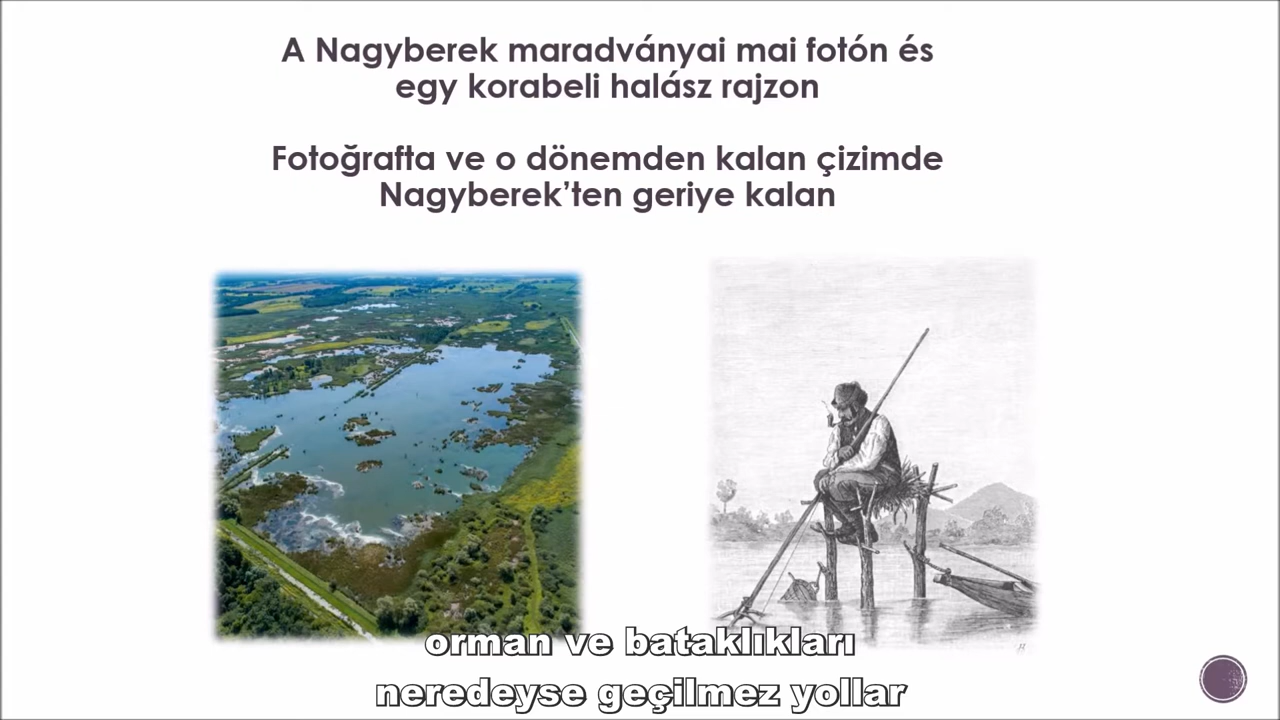 A Nagyberek maradványai mai fotón és
egy korabeli halász rajzon
Fotoğrafta ve o dönemden kalan çizimde
Nagyberek’ten geriye kalan
orman ve bataklıkları
neredeyse geçilmez yollar